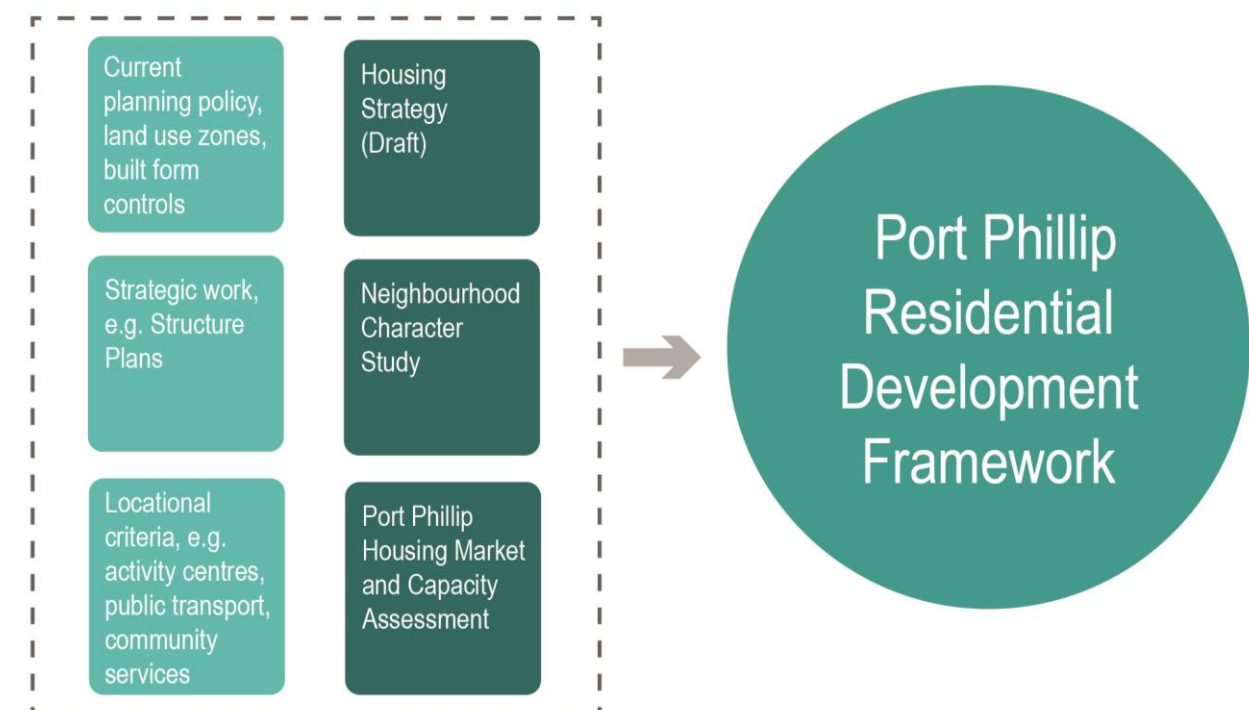 Current
planning policy,
land use zones,
built form
controls
Housing
Strategy
(Draft)
Strategic work,
e.g. Structure
Plans
Neighbourhood
Character
Study
Locational
criteria, e.g.
activity centres,
public transport,
community
services
Port Phillip
Housing Market
and Capacity
Assessment
Port Phillip
Residential
Development
Framework